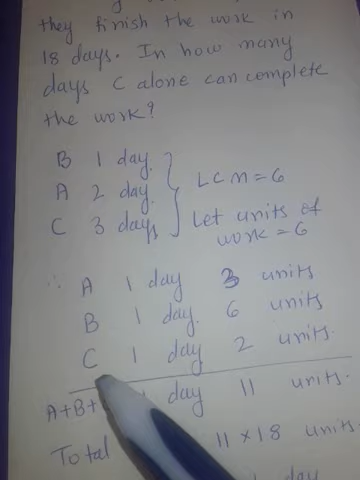 they finish the work in
18 days. In how many
days C alone can complete
the work?
B 1 day.
A 2 day.
C 3 days
LCM = 6
Let units of
work = 6
∴ A 1 day 3 units
B 1 day. 6 units
C 1 day 2 units.
A+B+ 1 day 11 units.
Total 11 × 18 units
day